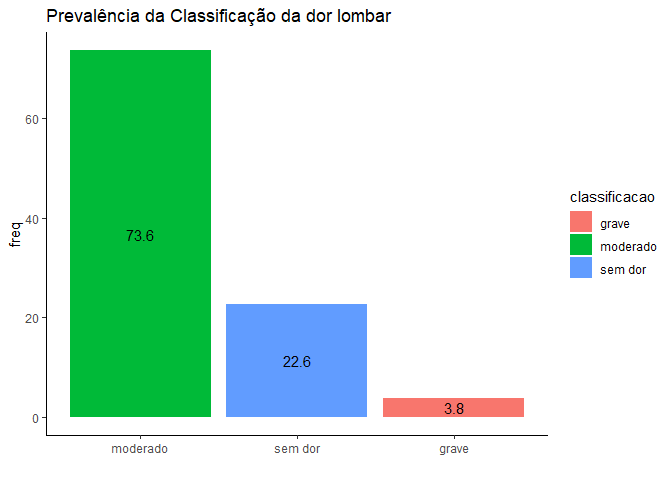 Prevalência da Classificação da dor lombar
freq
60
40
20
0
73.6
22.6
3.8
moderado
sem dor
grave
classificacao
grave
moderado
sem dor